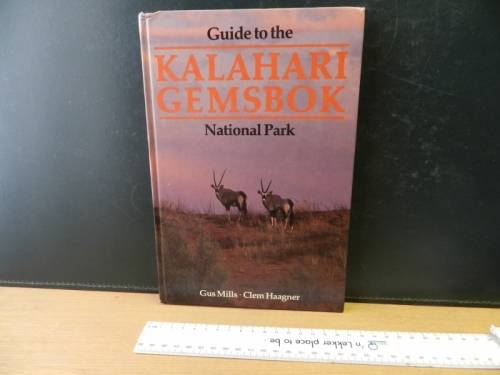 Guide to the
KALAHARI
GEMSBOK
National Park
Gus Mills · Clem Haagner
'n Lekker place to be